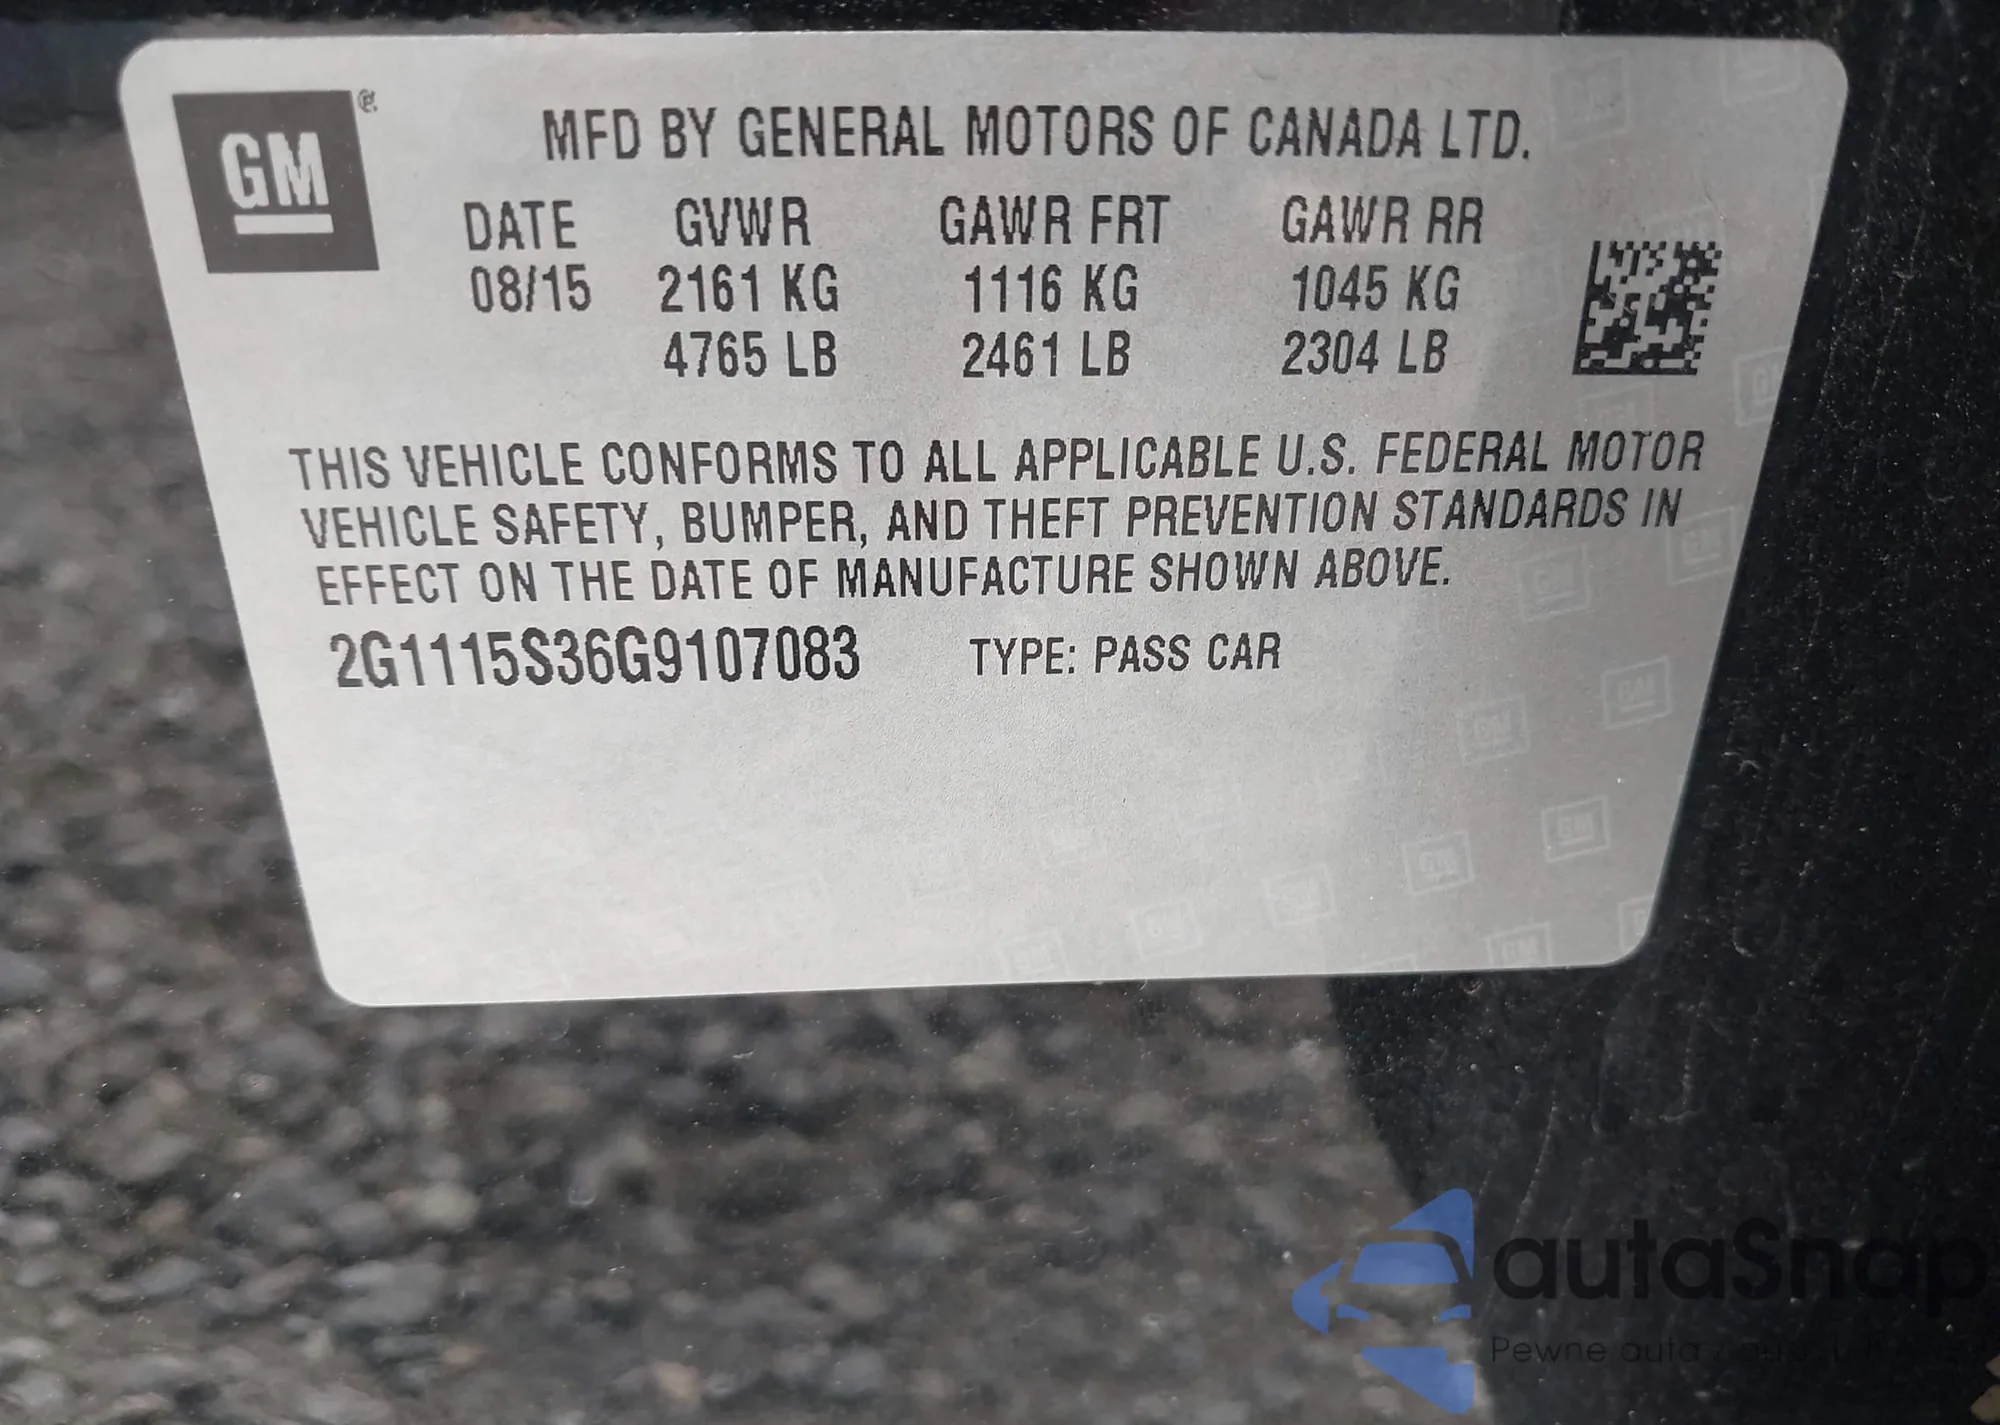 GM
MFD BY GENERAL MOTORS OF CANADA LTD.
DATE GVWR GAWR FRT GAWR RR
08/15 2161 KG 1116 KG 1045 KG
4765 LB 2461 LB 2304 LB
THIS VEHICLE CONFORMS TO ALL APPLICABLE U.S. FEDERAL MOTOR
VEHICLE SAFETY, BUMPER, AND THEFT PREVENTION STANDARDS IN
EFFECT ON THE DATE OF MANUFACTURE SHOWN ABOVE.
2G1115S36G9107083 TYPE: PASS CAR
autaSnap
Pewne auta z